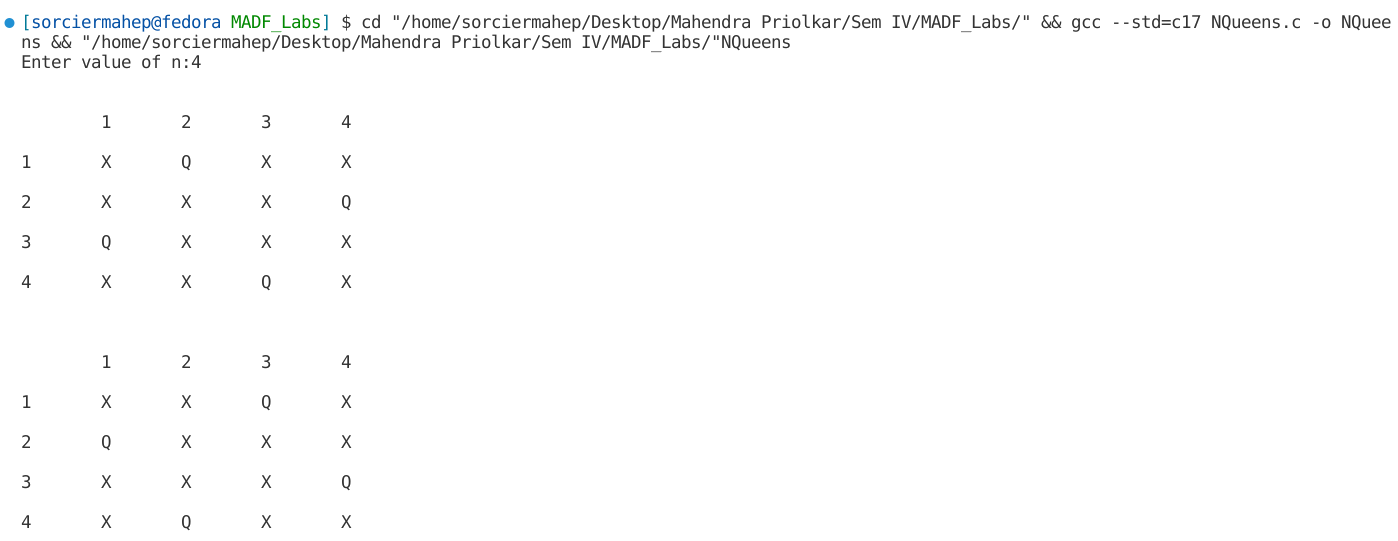 [sorciermahep@fedora MADF_Labs] $ cd "/home/sorciermahep/Desktop/Mahendra Priolkar/Sem IV/MADF_Labs/" && gcc --std=c17 NQueens.c -o NQuee
ns && "/home/sorciermahep/Desktop/Mahendra Priolkar/Sem IV/MADF_Labs/"NQueens
Enter value of n:4
1 2 3 4
1 X Q X X
2 X X X Q
3 Q X X X
4 X X Q X
1 2 3 4
1 X X Q X
2 Q X X X
3 X X X Q
4 X Q X X